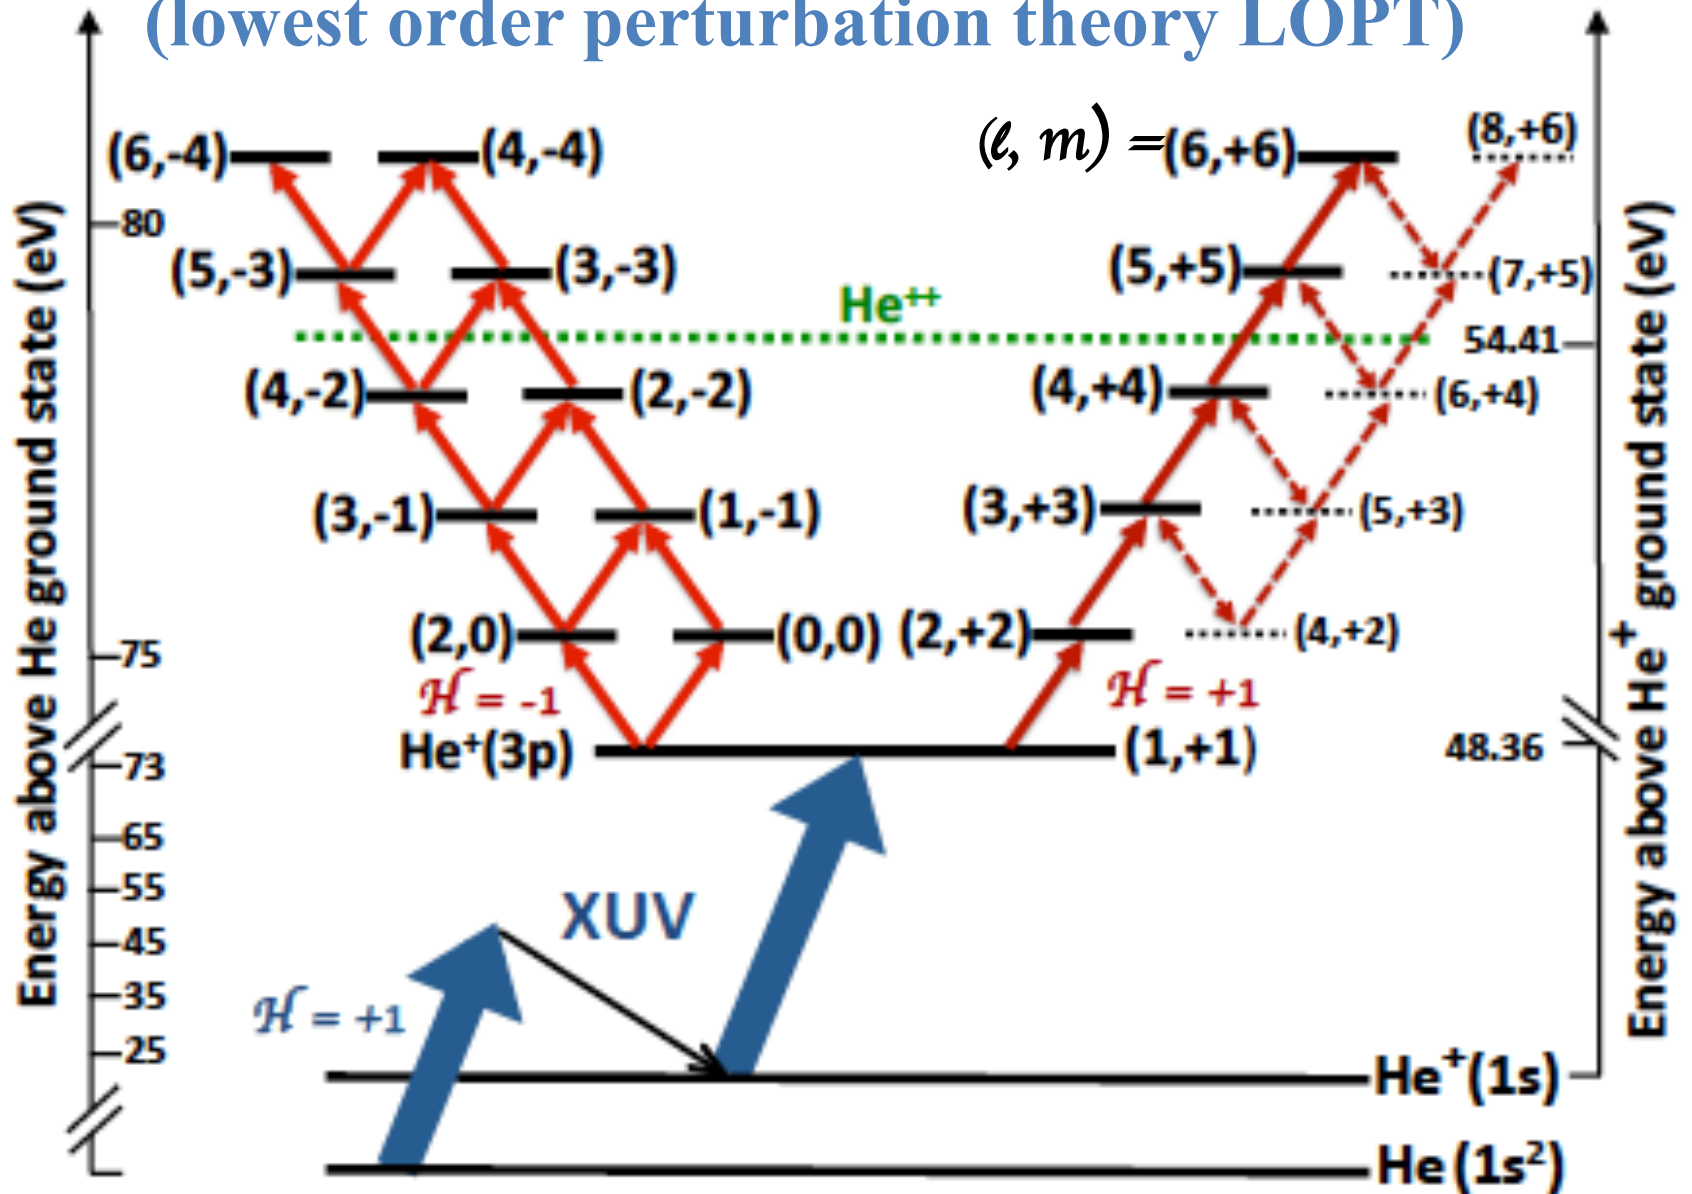 (lowest order perturbation theory LOPT)
(ℓ, m) =
(6,-4)
(4,-4)
(6,+6)
(8,+6)
80
(5,-3)
(3,-3)
(5,+5)
(7,+5)
He⁺⁺
54.41
(4,-2)
(2,-2)
(4,+4)
(6,+4)
(3,-1)
(1,-1)
(3,+3)
(5,+3)
75
(2,0)
(0,0)
(2,+2)
(4,+2)
ℋ = -1
ℋ = +1
He⁺(3p)
(1,+1)
48.36
73
65
55
XUV
45
35
ℋ = +1
25
He⁺(1s)
He (1s²)
Energy above He ground state (eV)
Energy above He⁺ ground state (eV)